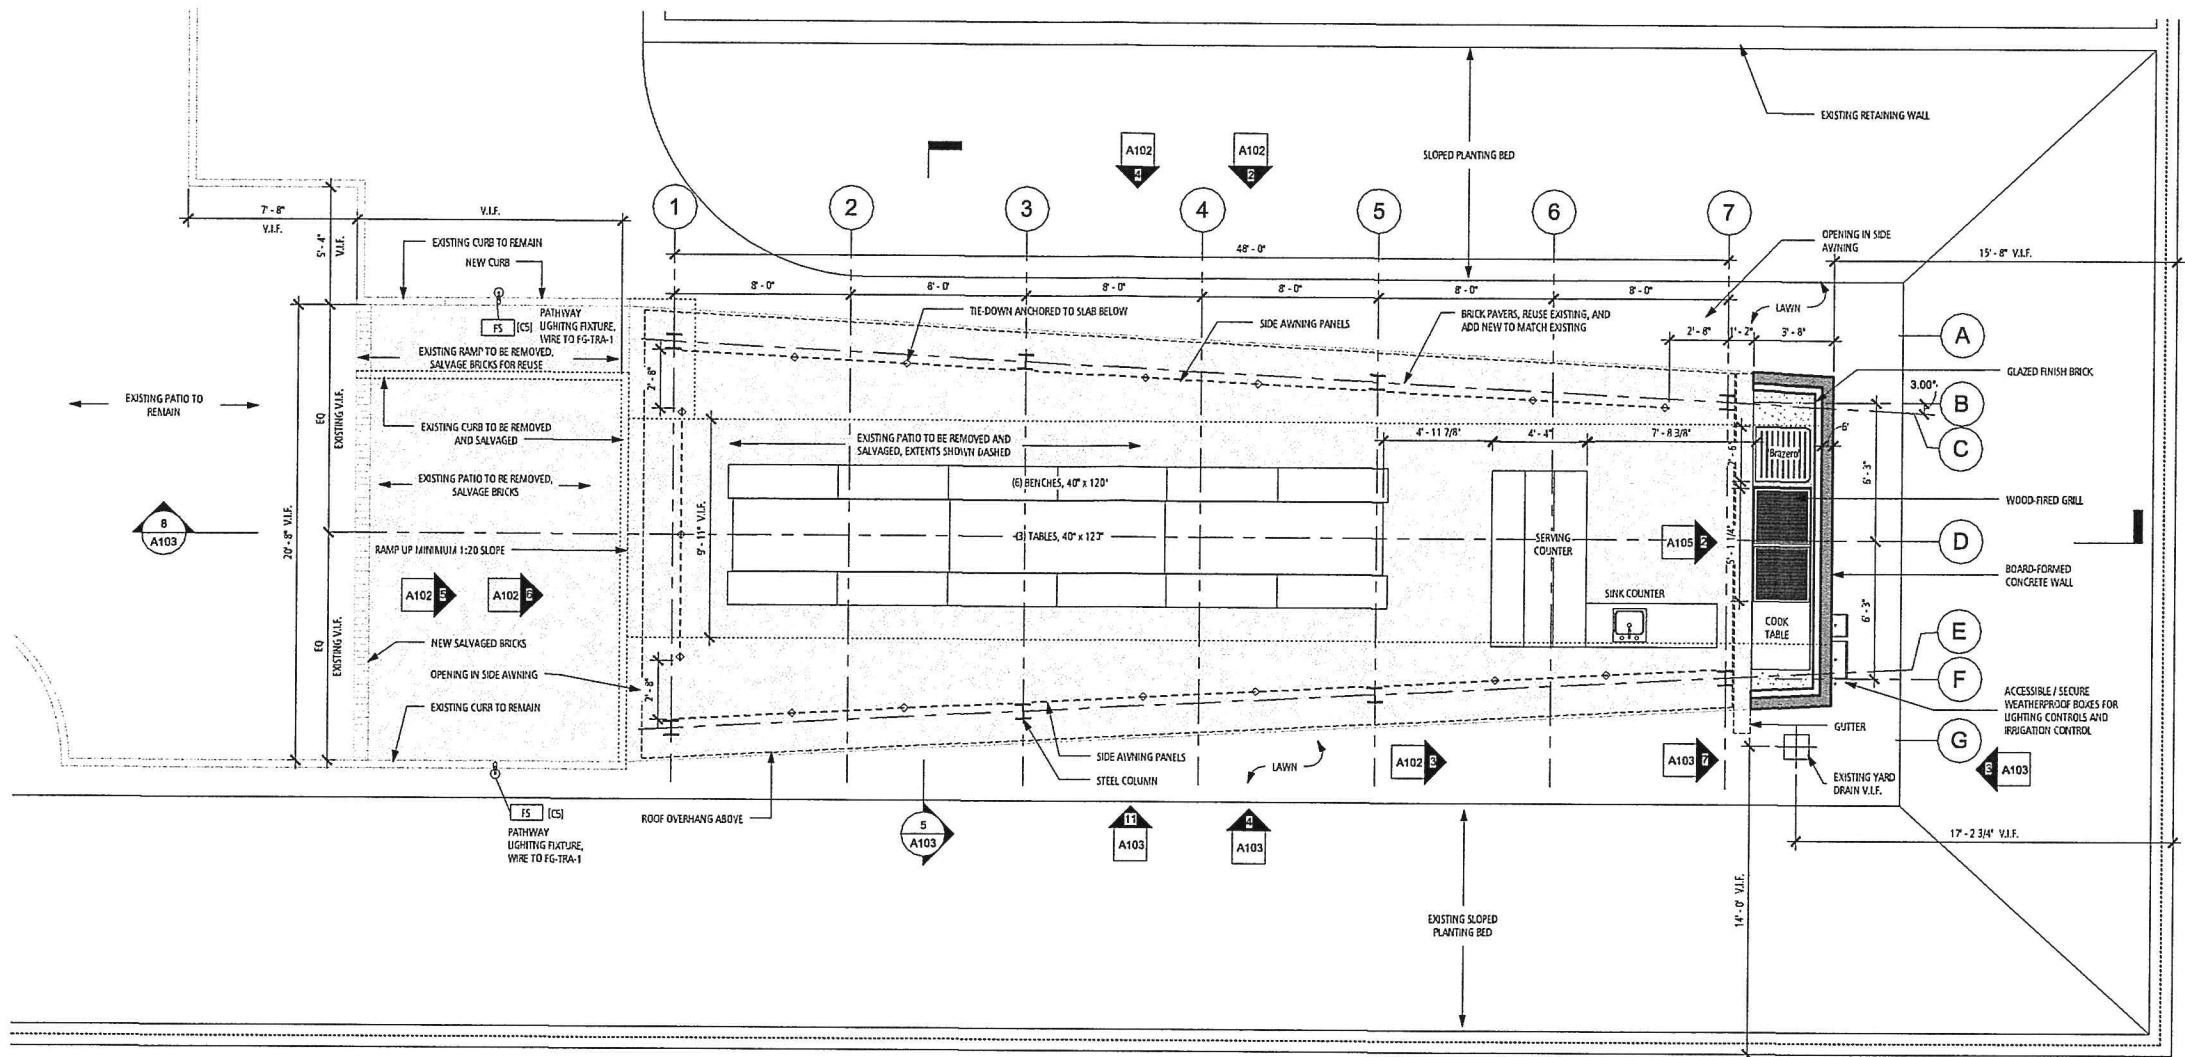 EXISTING RETAINING WALL
A102
4
A102
2
SLOPED PLANTING BED
1
2
3
4
5
6
7
7' - 8"
V.I.F.
V.I.F.
5' - 4"
V.I.F.
EXISTING CURB TO REMAIN
NEW CURB
48' - 0"
OPENING IN SIDE
AWNING
15' - 8" V.I.F.
8' - 0"
8' - 0"
8' - 0"
8' - 0"
8' - 0"
8' - 0"
LAWN
FS
[C5]
PATHWAY
LIGHTING FIXTURE,
WIRE TO FG-TRA-1
TIE-DOWN ANCHORED TO SLAB BELOW
SIDE AWNING PANELS
BRICK PAVERS, REUSE EXISTING, AND
ADD NEW TO MATCH EXISTING
2' - 8"
1' - 2"
3' - 8"
A
EXISTING RAMP TO BE REMOVED,
SALVAGE BRICKS FOR REUSE
2' - 8"
GLAZED FINISH BRICK
3.00°
B
C
EXISTING PATIO TO
REMAIN
EQ
EXISTING V.I.F.
EXISTING CURB TO BE REMOVED
AND SALVAGED
EXISTING PATIO TO BE REMOVED AND
SALVAGED, EXTENTS SHOWN DASHED
4' - 11 7/8"
4' - 4"
7' - 8 3/8"
2' - 6"
6"
"Brazero"
6' - 3"
EXISTING PATIO TO BE REMOVED,
SALVAGE BRICKS
(6) BENCHES, 40" x 120"
WOOD-FIRED GRILL
8
A103
20' - 8" V.I.F.
9' - 11" V.I.F.
(3) TABLES, 40" x 120"
SERVING
COUNTER
A105
2
5' - 1 1/4"
D
RAMP UP MINIMUM 1:20 SLOPE
A102
5
A102
6
BOARD-FORMED
CONCRETE WALL
SINK COUNTER
COOK
TABLE
6' - 3"
E
F
G
EQ
EXISTING V.I.F.
NEW SALVAGED BRICKS
OPENING IN SIDE AWNING
2' - 8"
EXISTING CURB TO REMAIN
ACCESSIBLE / SECURE
WEATHERPROOF BOXES FOR
LIGHTING CONTROLS AND
IRRIGATION CONTROL
GUTTER
SIDE AWNING PANELS
STEEL COLUMN
LAWN
A102
3
A103
7
EXISTING YARD
DRAIN V.I.F.
3
A103
FS
[C5]
PATHWAY
LIGHTING FIXTURE,
WIRE TO FG-TRA-1
ROOF OVERHANG ABOVE
5
A103
11
A103
4
A103
17' - 2 3/4" V.I.F.
14' - 0" V.I.F.
EXISTING SLOPED
PLANTING BED